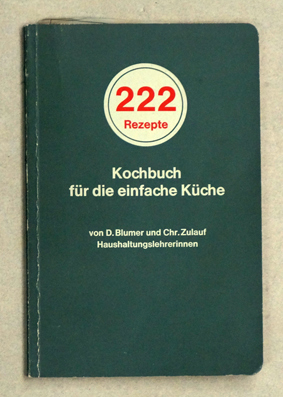 222
Rezepte
Kochbuch
für die einfache Küche
von D. Blumer und Chr. Zulauf
Haushaltungslehrerinnen